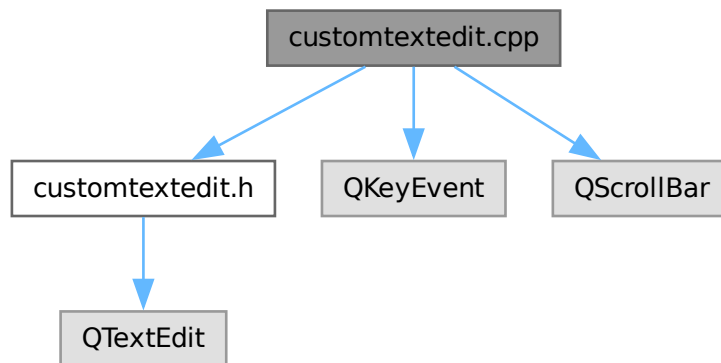 customtextedit.cpp
customtextedit.h
QKeyEvent
QScrollBar
QTextEdit